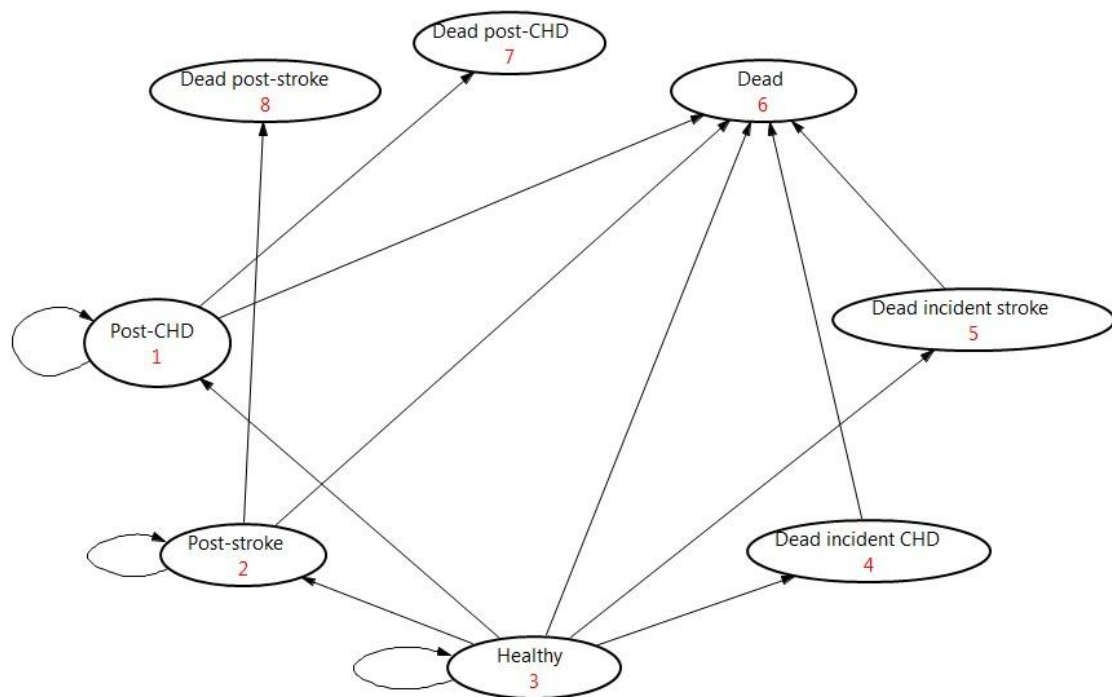 Dead post-CHD
7
Dead post-stroke
8
Dead
6
Post-CHD
1
Dead incident stroke
5
Post-stroke
2
Dead incident CHD
4
Healthy
3